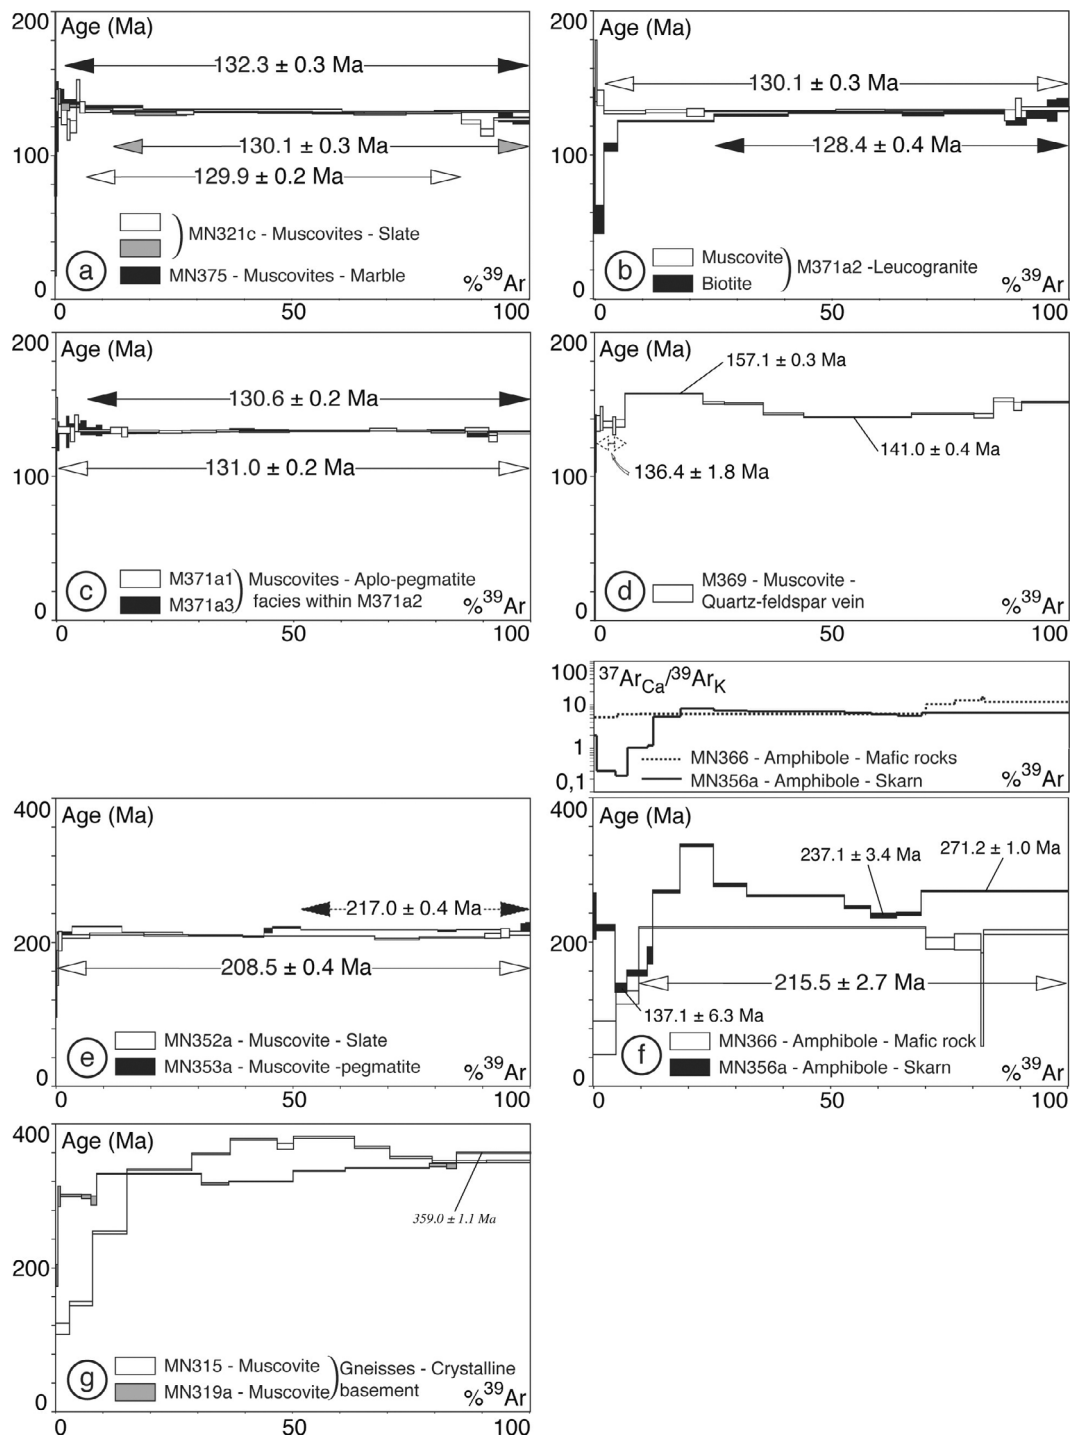 200
Age (Ma)
132.3 ± 0.3 Ma
100
130.1 ± 0.3 Ma
129.9 ± 0.2 Ma
MN321c - Muscovites - Slate
a
MN375 - Muscovites - Marble
%³⁹Ar
0
0 50 100
200
Age (Ma)
130.1 ± 0.3 Ma
100
128.4 ± 0.4 Ma
Muscovite
M371a2 -Leucogranite
b
Biotite
%³⁹Ar
0
0 50 100
200
Age (Ma)
130.6 ± 0.2 Ma
131.0 ± 0.2 Ma
100
M371a1
Muscovites - Aplo-pegmatite
c
M371a3
facies within M371a2
%³⁹Ar
0
0 50 100
200
Age (Ma)
157.1 ± 0.3 Ma
141.0 ± 0.4 Ma
136.4 ± 1.8 Ma
100
M369 - Muscovite -
d
Quartz-feldspar vein
%³⁹Ar
0
0 50 100
100
³⁷ArCa/³⁹ArK
10
1
MN366 - Amphibole - Mafic rocks
MN356a - Amphibole - Skarn
0,1
%³⁹Ar
400
Age (Ma)
217.0 ± 0.4 Ma
200
208.5 ± 0.4 Ma
MN352a - Muscovite - Slate
e
MN353a - Muscovite -pegmatite
%³⁹Ar
0
0 50 100
400
Age (Ma)
237.1 ± 3.4 Ma
271.2 ± 1.0 Ma
200
215.5 ± 2.7 Ma
137.1 ± 6.3 Ma
MN366 - Amphibole - Mafic rock
f
MN356a - Amphibole - Skarn
%³⁹Ar
0
0 50 100
400
Age (Ma)
359.0 ± 1.1 Ma
200
MN315 - Muscovite
Gneisses - Crystalline
g
MN319a - Muscovite
basement
%³⁹Ar
0
0 50 100